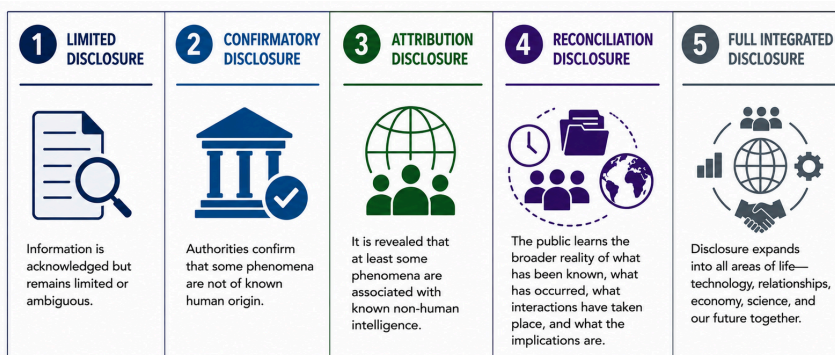 1
LIMITED
DISCLOSURE
Information is
acknowledged but
remains limited or
ambiguous.
2
CONFIRMATORY
DISCLOSURE
Authorities confirm
that some phenomena
are not of known
human origin.
3
ATTRIBUTION
DISCLOSURE
It is revealed that
at least some
phenomena are
associated with
known non-human
intelligence.
4
RECONCILIATION
DISCLOSURE
The public learns the
broader reality of what
has been known, what
has occurred, what
interactions have taken
place, and what the
implications are.
5
FULL INTEGRATED
DISCLOSURE
Disclosure expands
into all areas of life—
technology, relationships,
economy, science, and
our future together.